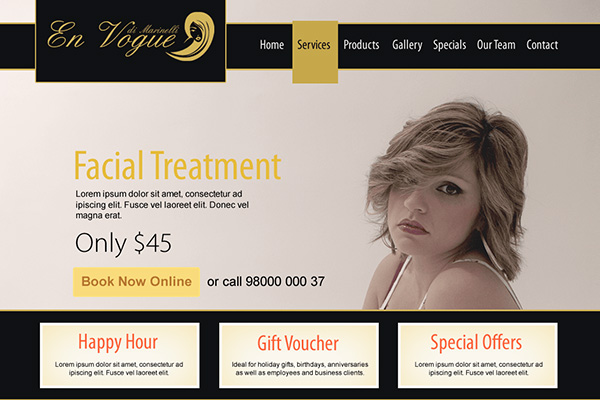 En Vogue
di Marinelli
Home Services Products Gallery Specials Our Team Contact
Facial Treatment
Lorem ipsum dolor sit amet, consectetur ad
ipiscing elit. Fusce vel laoreet elit. Donec vel
magna erat.
Only $45
Book Now Online or call 98000 000 37
Happy Hour
Lorem ipsum dolor sit amet, consectetur ad
ipiscing elit. Fusce vel laoreet elit.
Gift Voucher
Ideal for holiday gifts, birthdays, anniversaries
as well as employees and business clients.
Special Offers
Lorem ipsum dolor sit amet, consectetur ad
ipiscing elit. Fusce vel laoreet elit.